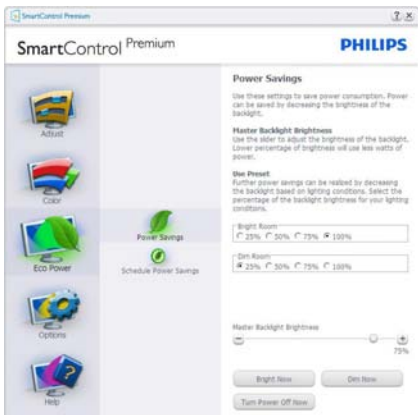 SmartControl Premium
SmartControl Premium
PHILIPS
Adjust
Color
Eco Power
Options
Help
Power Savings
Schedule Power Savings
Power Savings
Use these settings to save power consumption. Power
can be saved by decreasing the brightness of the
backlight.
Master Backlight Brightness
Use the slider to adjust the brightness of the backlight.
Lower percentage of brightness will use less watts of
power.
Use Preset
Further power savings can be realized by decreasing
the backlight based on lighting conditions. Select the
percentage of the backlight brightness for your lighting
conditions.
Bright Room
25% 50% 75% 100%
Dim Room
25% 50% 75% 100%
Master Backlight Brightness
75%
Bright Now Dim Now
Turn Power Off Now